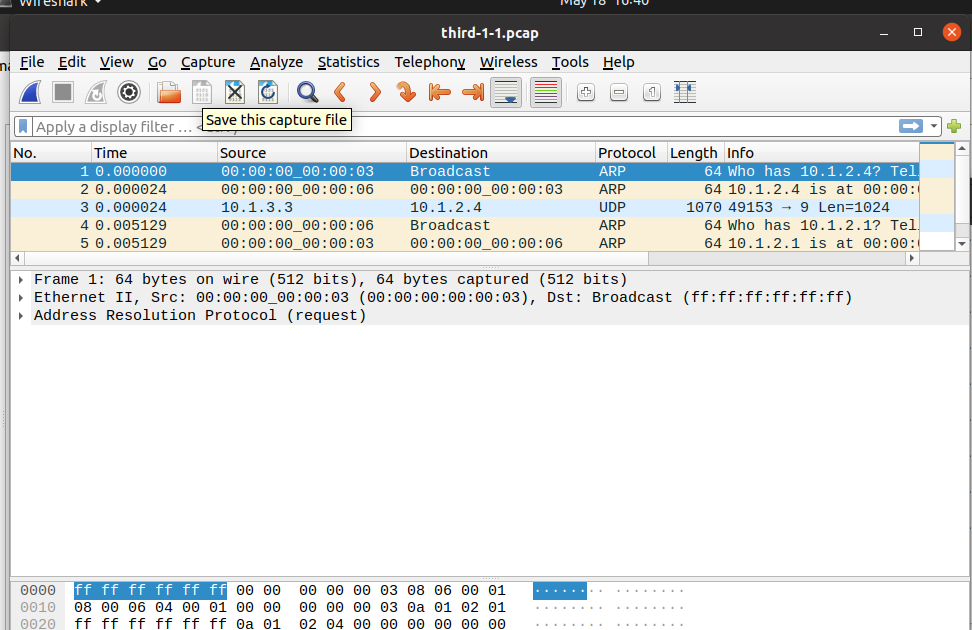 Wireshark
May 18 16:40
third-1-1.pcap
File Edit View Go Capture Analyze Statistics Telephony Wireless Tools Help
Save this capture file
Apply a display filter …
No. Time Source Destination Protocol Length Info
1 0.000000 00:00:00_00:00:03 Broadcast ARP 64 Who has 10.1.2.4? Tel
2 0.000024 00:00:00_00:00:06 00:00:00_00:00:03 ARP 64 10.1.2.4 is at 00:00:
3 0.000024 10.1.3.3 10.1.2.4 UDP 1070 49153 → 9 Len=1024
4 0.005129 00:00:00_00:00:06 Broadcast ARP 64 Who has 10.1.2.1? Tel
5 0.005129 00:00:00_00:00:03 00:00:00_00:00:06 ARP 64 10.1.2.1 is at 00:00:
Frame 1: 64 bytes on wire (512 bits), 64 bytes captured (512 bits)
Ethernet II, Src: 00:00:00_00:00:03 (00:00:00:00:00:03), Dst: Broadcast (ff:ff:ff:ff:ff:ff)
Address Resolution Protocol (request)
0000 ff ff ff ff ff ff 00 00 00 00 00 03 08 06 00 01 ········ ········
0010 08 00 06 04 00 01 00 00 00 00 00 03 0a 01 02 01 ········ ········
0020 ff ff ff ff ff ff 0a 01 02 04 00 00 00 00 00 00 ········ ········